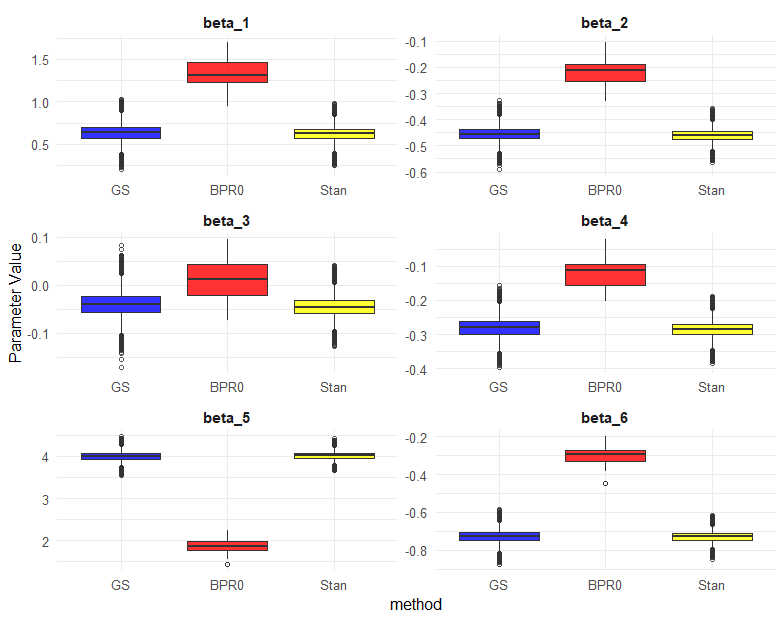 beta_1
beta_2
1.5
1.0
0.5
-0.1
-0.2
-0.3
-0.4
-0.5
-0.6
GS
BPR0
Stan
GS
BPR0
Stan
beta_3
beta_4
0.1
0.0
-0.1
-0.1
-0.2
-0.3
-0.4
GS
BPR0
Stan
GS
BPR0
Stan
beta_5
beta_6
4
3
2
-0.2
-0.4
-0.6
-0.8
GS
BPR0
Stan
GS
BPR0
Stan
Parameter Value
method